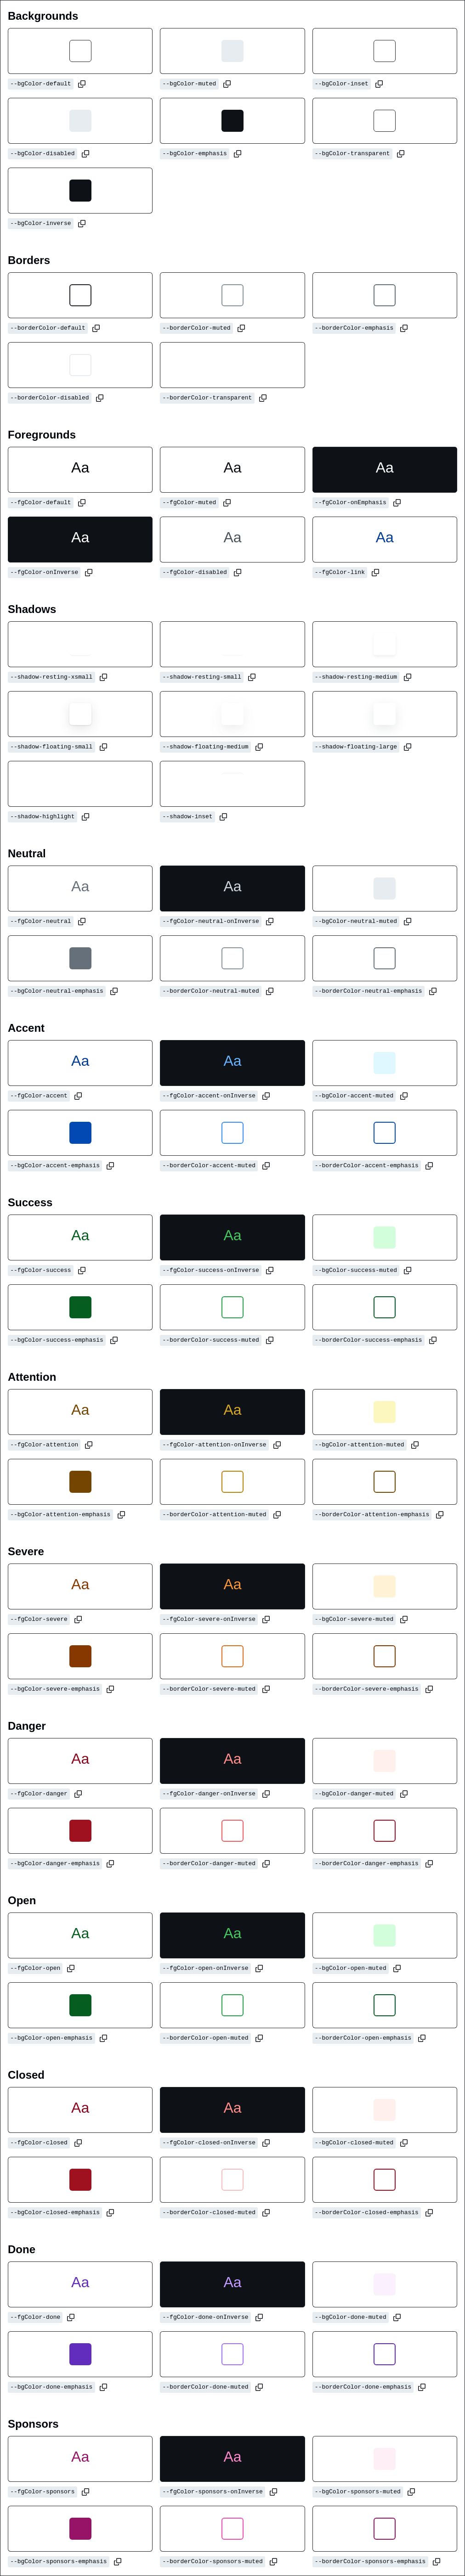 Backgrounds
--bgColor-default --bgColor-muted --bgColor-inset
--bgColor-disabled --bgColor-emphasis --bgColor-transparent
--bgColor-inverse
Borders
--borderColor-default --borderColor-muted --borderColor-emphasis
--borderColor-disabled --borderColor-transparent
Foregrounds
Aa Aa Aa
--fgColor-default --fgColor-muted --fgColor-onEmphasis
Aa Aa Aa
--fgColor-onInverse --fgColor-disabled --fgColor-link
Shadows
--shadow-resting-xsmall --shadow-resting-small --shadow-resting-medium
--shadow-floating-small --shadow-floating-medium --shadow-floating-large
--shadow-highlight --shadow-inset
Neutral
Aa Aa
--fgColor-neutral --fgColor-neutral-onInverse --bgColor-neutral-muted
--bgColor-neutral-emphasis --borderColor-neutral-muted --borderColor-neutral-emphasis
Accent
Aa Aa
--fgColor-accent --fgColor-accent-onInverse --bgColor-accent-muted
--bgColor-accent-emphasis --borderColor-accent-muted --borderColor-accent-emphasis
Success
Aa Aa
--fgColor-success --fgColor-success-onInverse --bgColor-success-muted
--bgColor-success-emphasis --borderColor-success-muted --borderColor-success-emphasis
Attention
Aa Aa
--fgColor-attention --fgColor-attention-onInverse --bgColor-attention-muted
--bgColor-attention-emphasis --borderColor-attention-muted --borderColor-attention-emphasis
Severe
Aa Aa
--fgColor-severe --fgColor-severe-onInverse --bgColor-severe-muted
--bgColor-severe-emphasis --borderColor-severe-muted --borderColor-severe-emphasis
Danger
Aa Aa
--fgColor-danger --fgColor-danger-onInverse --bgColor-danger-muted
--bgColor-danger-emphasis --borderColor-danger-muted --borderColor-danger-emphasis
Open
Aa Aa
--fgColor-open --fgColor-open-onInverse --bgColor-open-muted
--bgColor-open-emphasis --borderColor-open-muted --borderColor-open-emphasis
Closed
Aa Aa
--fgColor-closed --fgColor-closed-onInverse --bgColor-closed-muted
--bgColor-closed-emphasis --borderColor-closed-muted --borderColor-closed-emphasis
Done
Aa Aa
--fgColor-done --fgColor-done-onInverse --bgColor-done-muted
--bgColor-done-emphasis --borderColor-done-muted --borderColor-done-emphasis
Sponsors
Aa Aa
--fgColor-sponsors --fgColor-sponsors-onInverse --bgColor-sponsors-muted
--bgColor-sponsors-emphasis --borderColor-sponsors-muted --borderColor-sponsors-emphasis